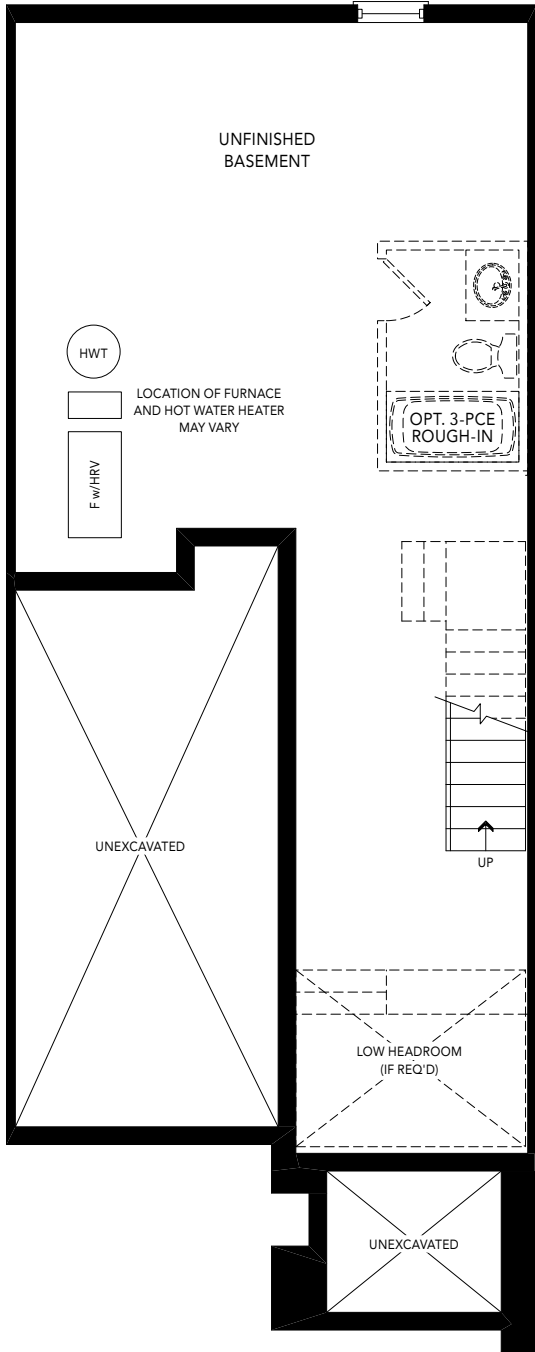 UNFINISHED
BASEMENT
HWT
LOCATION OF FURNACE
AND HOT WATER HEATER
MAY VARY
OPT. 3-PCE
ROUGH-IN
F w/HRV
UNEXCAVATED
UP
LOW HEADROOM
(IF REQ'D)
UNEXCAVATED